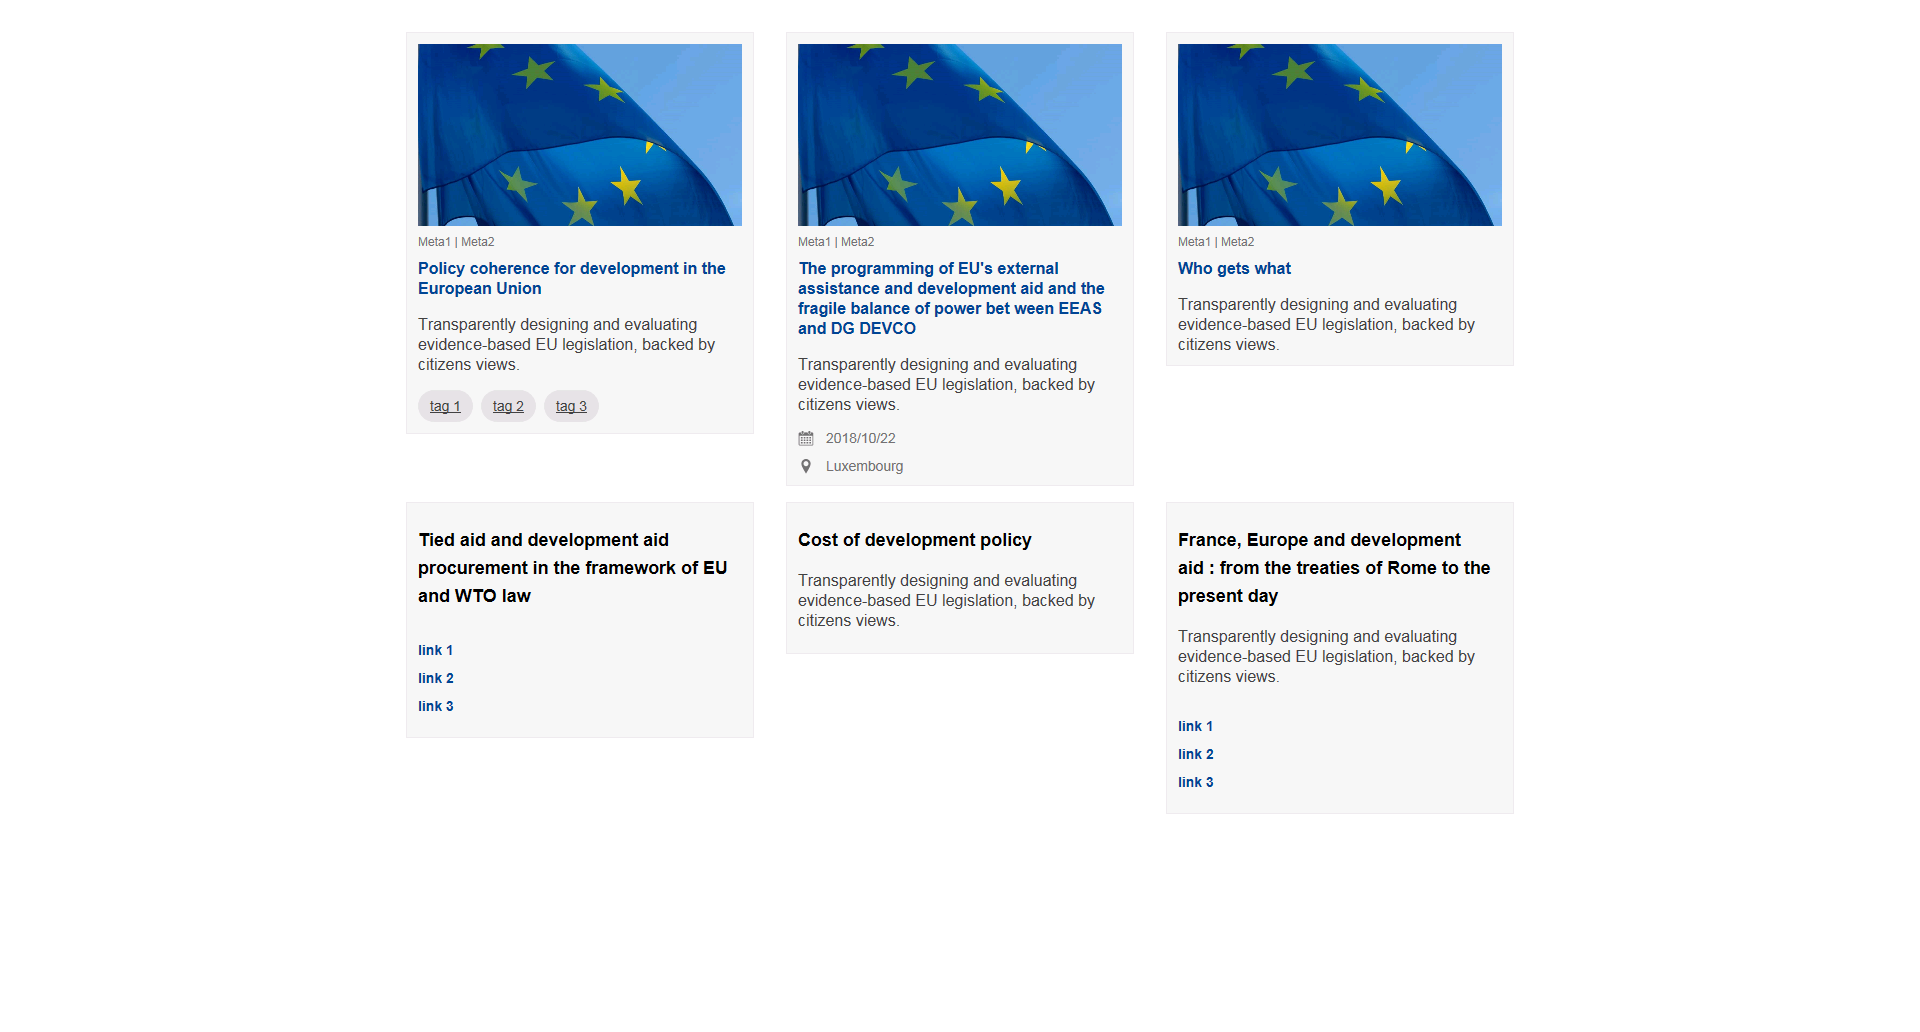 Meta1 | Meta2
Policy coherence for development in the
European Union
Transparently designing and evaluating
evidence-based EU legislation, backed by
citizens views.
tag 1
tag 2
tag 3
Meta1 | Meta2
The programming of EU's external
assistance and development aid and the
fragile balance of power bet ween EEAS
and DG DEVCO
Transparently designing and evaluating
evidence-based EU legislation, backed by
citizens views.
2018/10/22
Luxembourg
Meta1 | Meta2
Who gets what
Transparently designing and evaluating
evidence-based EU legislation, backed by
citizens views.
Tied aid and development aid
procurement in the framework of EU
and WTO law
link 1
link 2
link 3
Cost of development policy
Transparently designing and evaluating
evidence-based EU legislation, backed by
citizens views.
France, Europe and development
aid : from the treaties of Rome to the
present day
Transparently designing and evaluating
evidence-based EU legislation, backed by
citizens views.
link 1
link 2
link 3